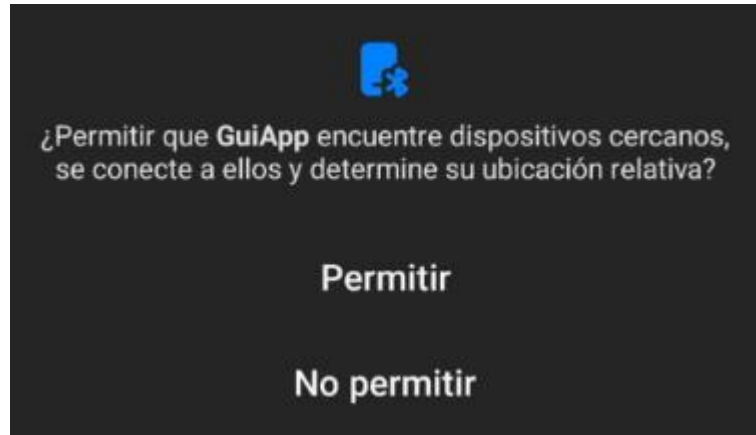 ¿Permitir que GuiApp encuentre dispositivos cercanos,
se conecte a ellos y determine su ubicación relativa?
Permitir
No permitir